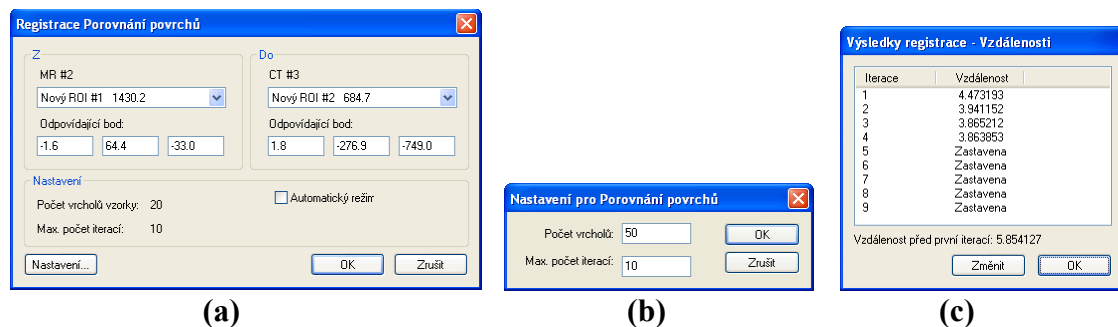 Registrace Porovnání povrchů
Z
MR #2
Nový ROI #1 1430.2
Odpovídající bod:
-1.6 64.4 -33.0
Do
CT #3
Nový ROI #2 684.7
Odpovídající bod:
1.8 -276.9 -749.0
Nastavení
Počet vrcholů vzorky: 20
Max. počet iterací: 10
Automatický režim
Nastavení... OK Zrušit
(a)
Nastavení pro Porovnání povrchů
Počet vrcholů: 50 OK
Max. počet iterací: 10 Zrušit
(b)
Výsledky registrace - Vzdálenosti
Iterace Vzdálenost
1 4.473193
2 3.941152
3 3.865212
4 3.863853
5 Zastavena
6 Zastavena
7 Zastavena
8 Zastavena
9 Zastavena
Vzdálenost před první iterací: 5.854127
Změnit OK
(c)